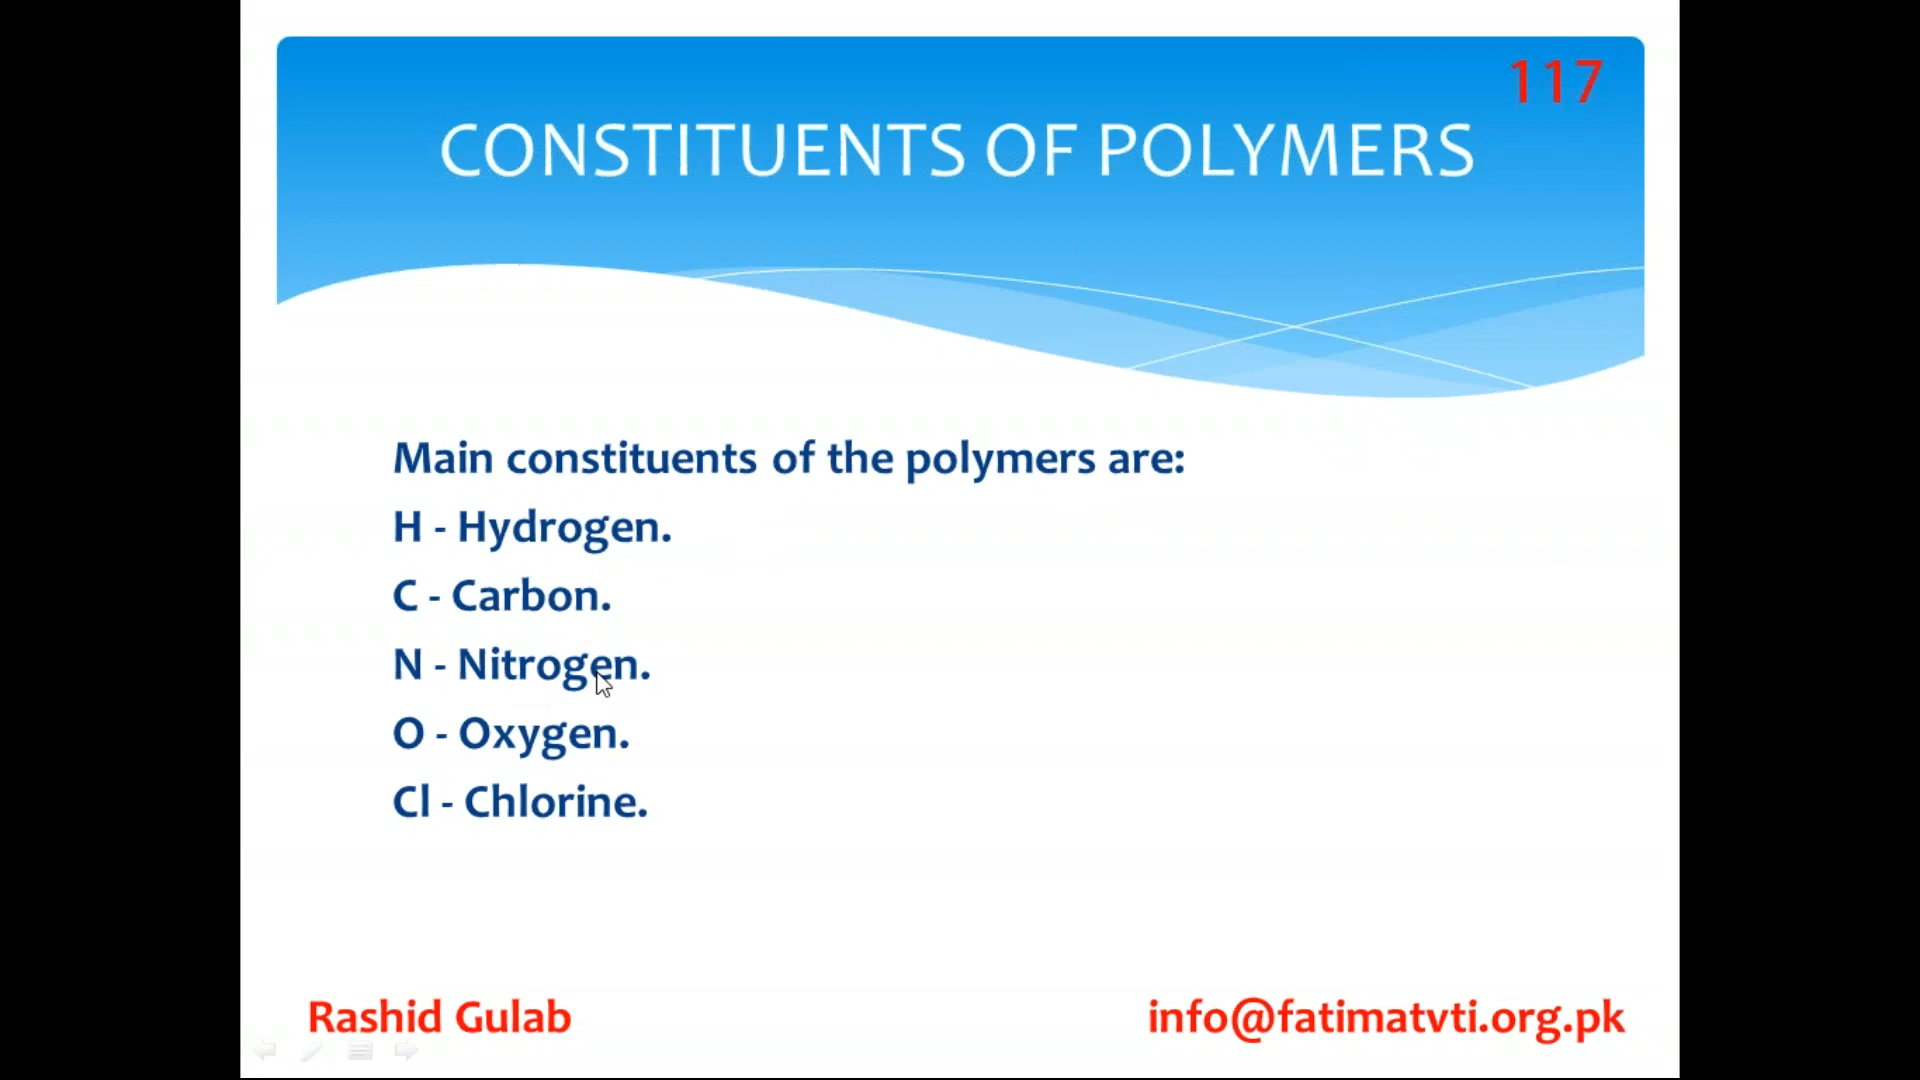 117
CONSTITUENTS OF POLYMERS
Main constituents of the polymers are:
H - Hydrogen.
C - Carbon.
N - Nitrogen.
O - Oxygen.
Cl - Chlorine.
Rashid Gulab
info@fatimatvti.org.pk